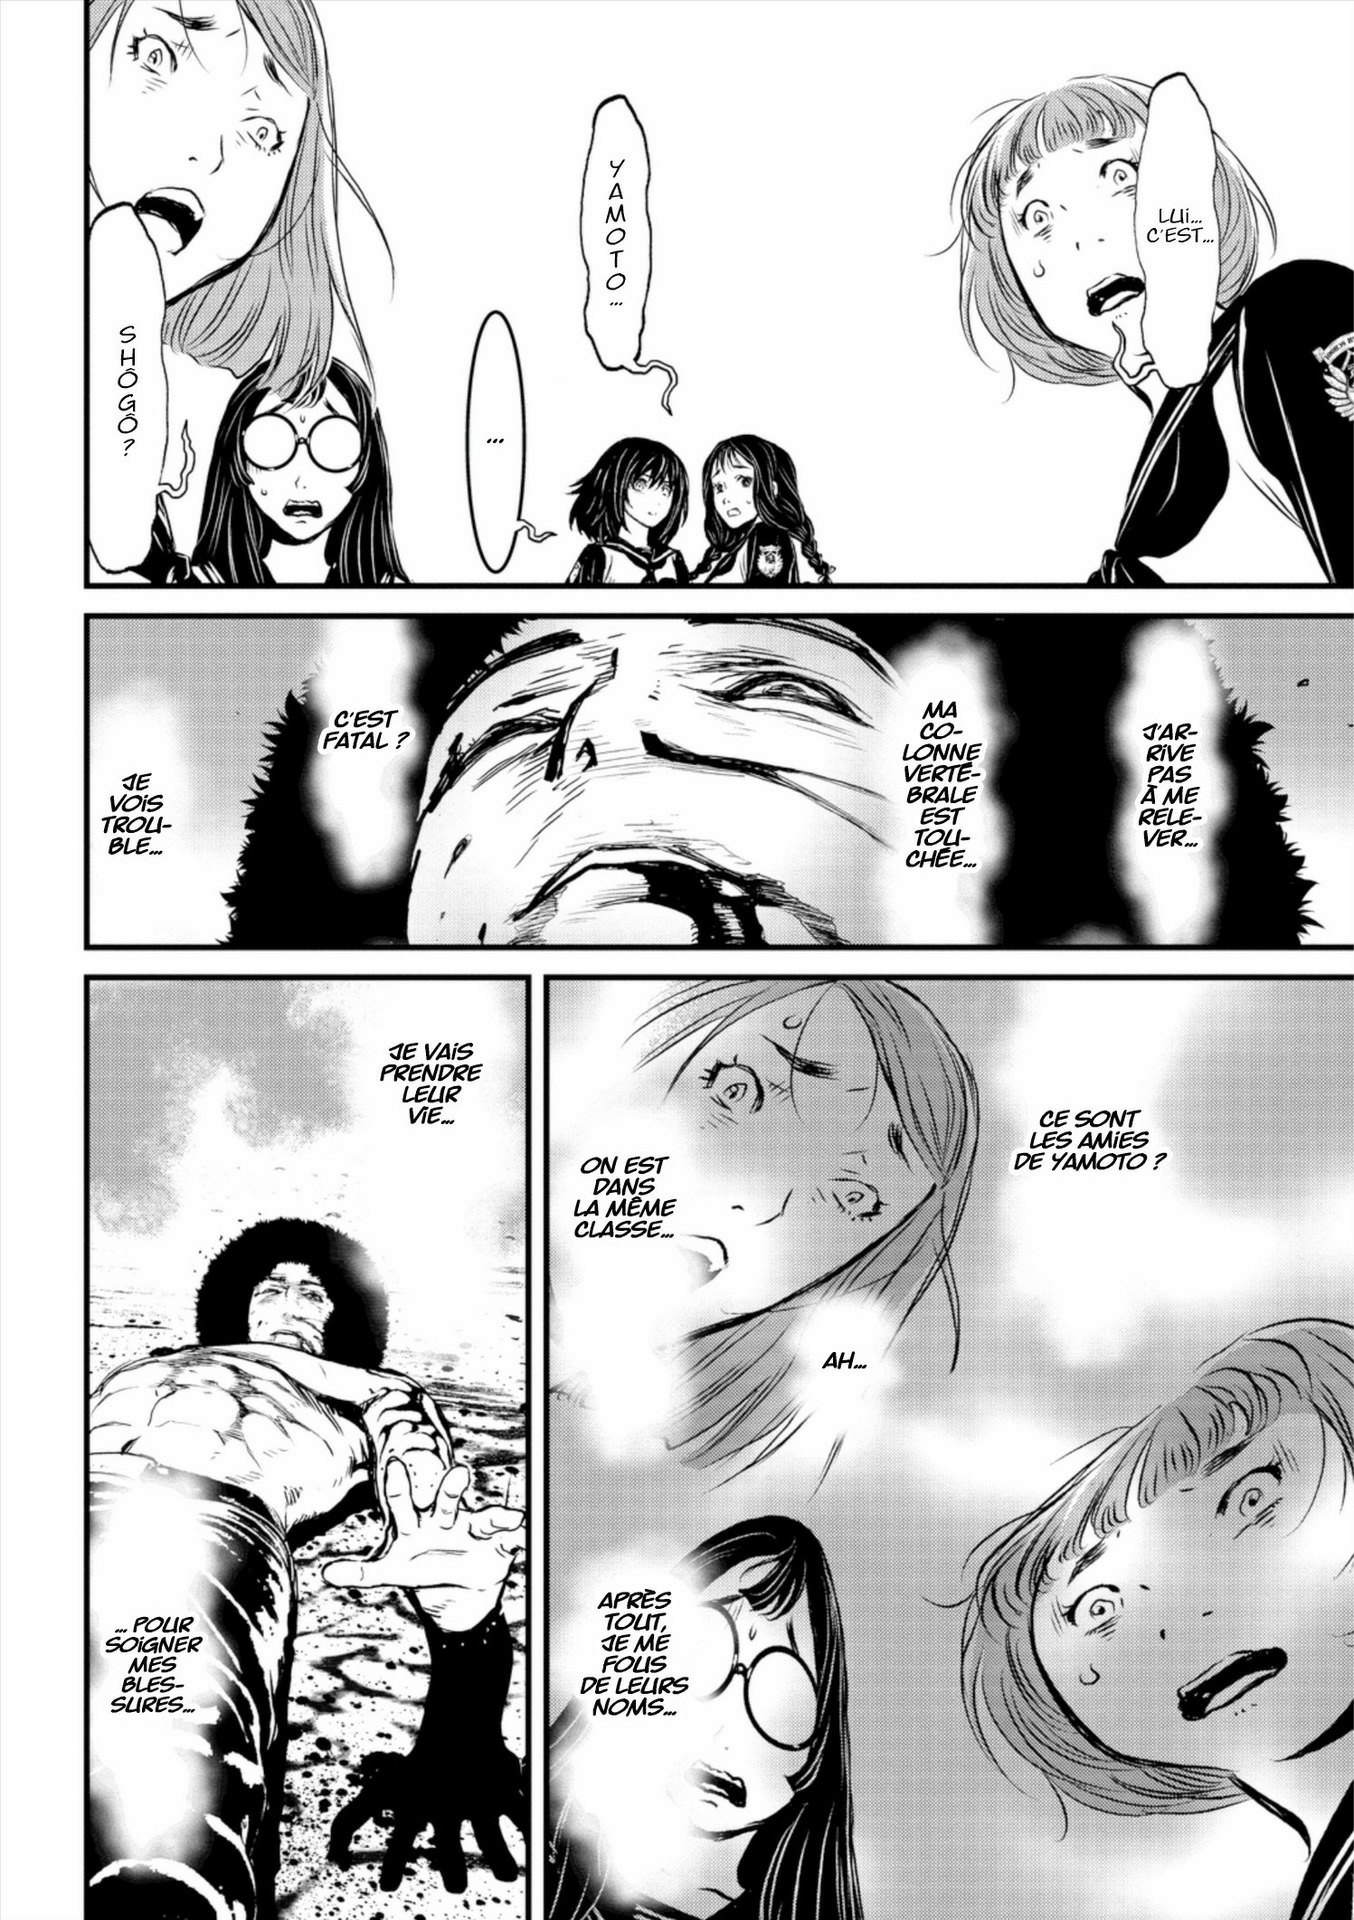 LUI...
C'EST...
YAMOTO...
...
SHÔGÔ?
J'AR-
RIVE
PAS
À ME
RELE-
VER...
MA
CO-
LONNE
VERTÉ-
BRALE
EST
TOU-
CHÉE...
C'EST
FATAL ?
JE
VOIS
TROU-
BLE...
CE SONT
LES AMIES
DE YAMOTO ?
ON EST
DANS
LA MÊME
CLASSE...
AH...
APRÈS
TOUT,
JE ME
FOUS
DE LEURS
NOMS...
JE VAIS
PRENDRE
LEUR
VIE...
... POUR
SOIGNER
MES
BLES-
SURES...